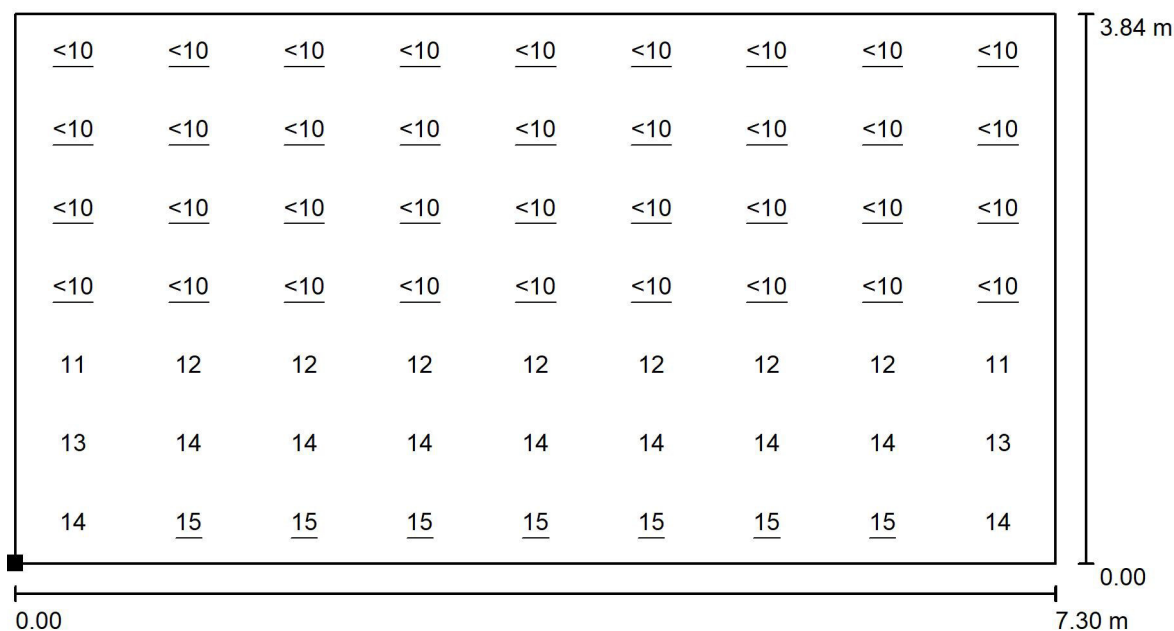 <10 <10 <10 <10 <10 <10 <10 <10 <10 3.84 m
<10 <10 <10 <10 <10 <10 <10 <10 <10
<10 <10 <10 <10 <10 <10 <10 <10 <10
<10 <10 <10 <10 <10 <10 <10 <10 <10
11 12 12 12 12 12 12 12 11
13 14 14 14 14 14 14 14 13
14 15 15 15 15 15 15 15 14
0.00
0.00 7.30 m